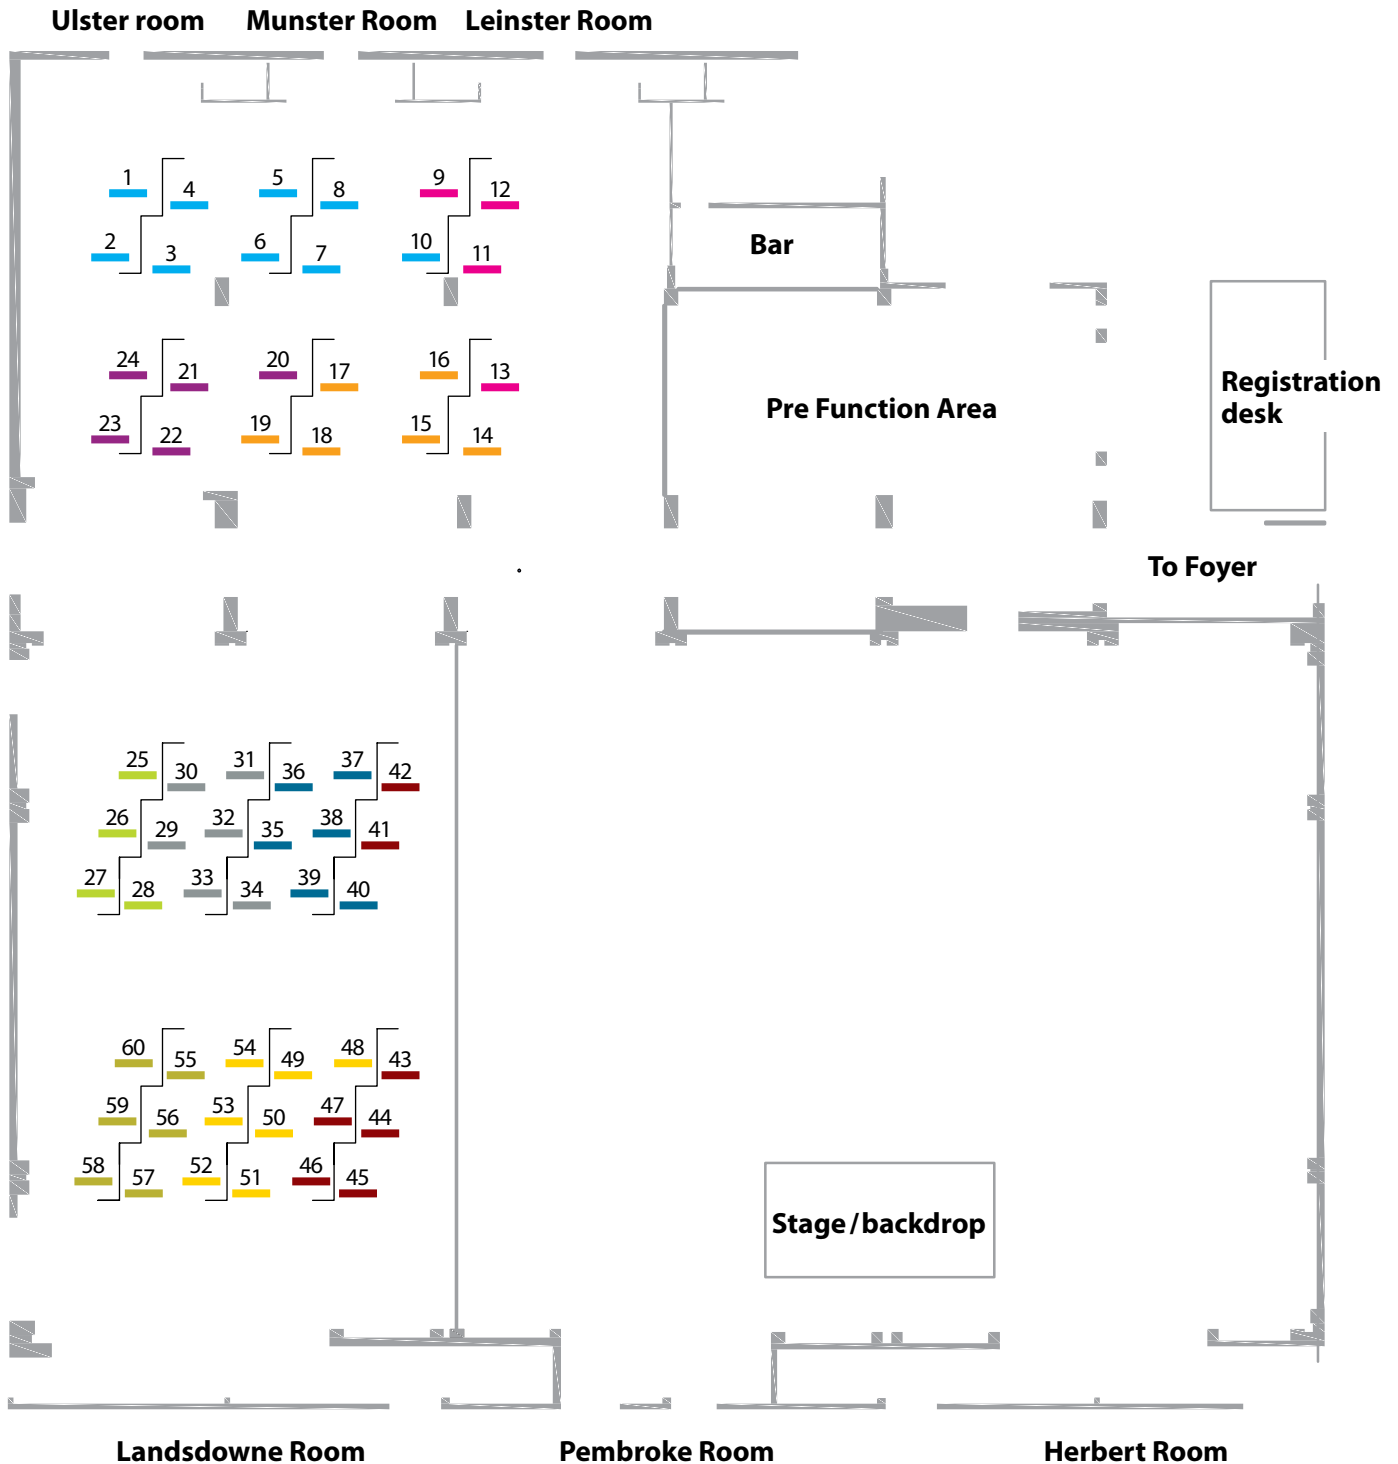 Ulster room Munster Room Leinster Room
1 5 9
4 8 12
2 6 10
3 7 11
Bar
24 20 16
21 17 13
23 19 15
22 18 14
Pre Function Area
Registration
desk
To Foyer
25 31 37
30 36 42
26 32 38
29 35 41
27 33 39
28 34 40
60 54 48
55 49 43
59 53 47
56 50 44
58 52 46
57 51 45
Stage / backdrop
Landsdowne Room Pembroke Room Herbert Room